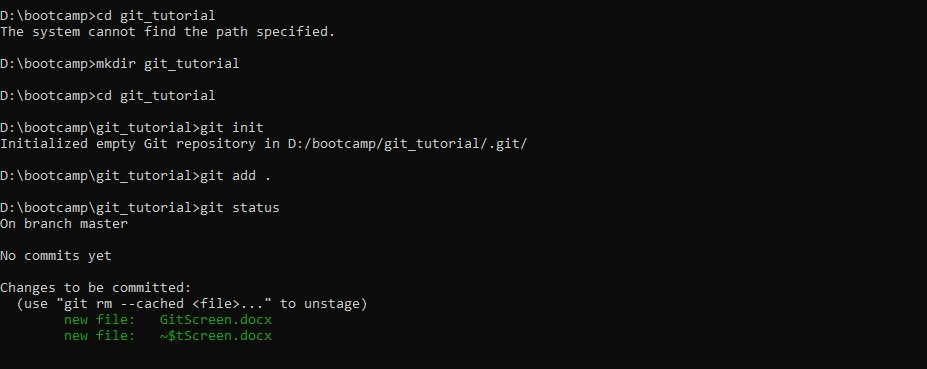 D:\bootcamp>cd git_tutorial
The system cannot find the path specified.
D:\bootcamp>mkdir git_tutorial
D:\bootcamp>cd git_tutorial
D:\bootcamp\git_tutorial>git init
Initialized empty Git repository in D:/bootcamp/git_tutorial/.git/
D:\bootcamp\git_tutorial>git add .
D:\bootcamp\git_tutorial>git status
On branch master
No commits yet
Changes to be committed:
  (use "git rm --cached <file>..." to unstage)
        new file:   GitScreen.docx
        new file:   ~$tScreen.docx